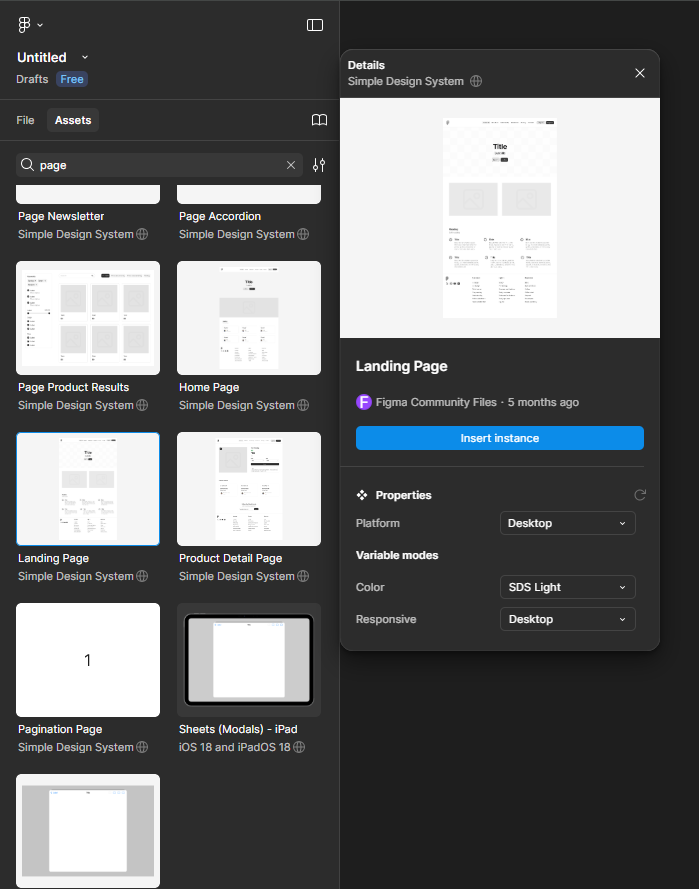 Untitled
Drafts Free
File Assets
page
Page Newsletter
Simple Design System
Page Accordion
Simple Design System
Page Product Results
Simple Design System
Home Page
Simple Design System
Landing Page
Simple Design System
Product Detail Page
Simple Design System
1
Pagination Page
Simple Design System
Sheets (Modals) - iPad
iOS 18 and iPadOS 18
Details
Simple Design System
Title
Landing Page
Figma Community Files · 5 months ago
Insert instance
Properties
Platform Desktop
Variable modes
Color SDS Light
Responsive Desktop